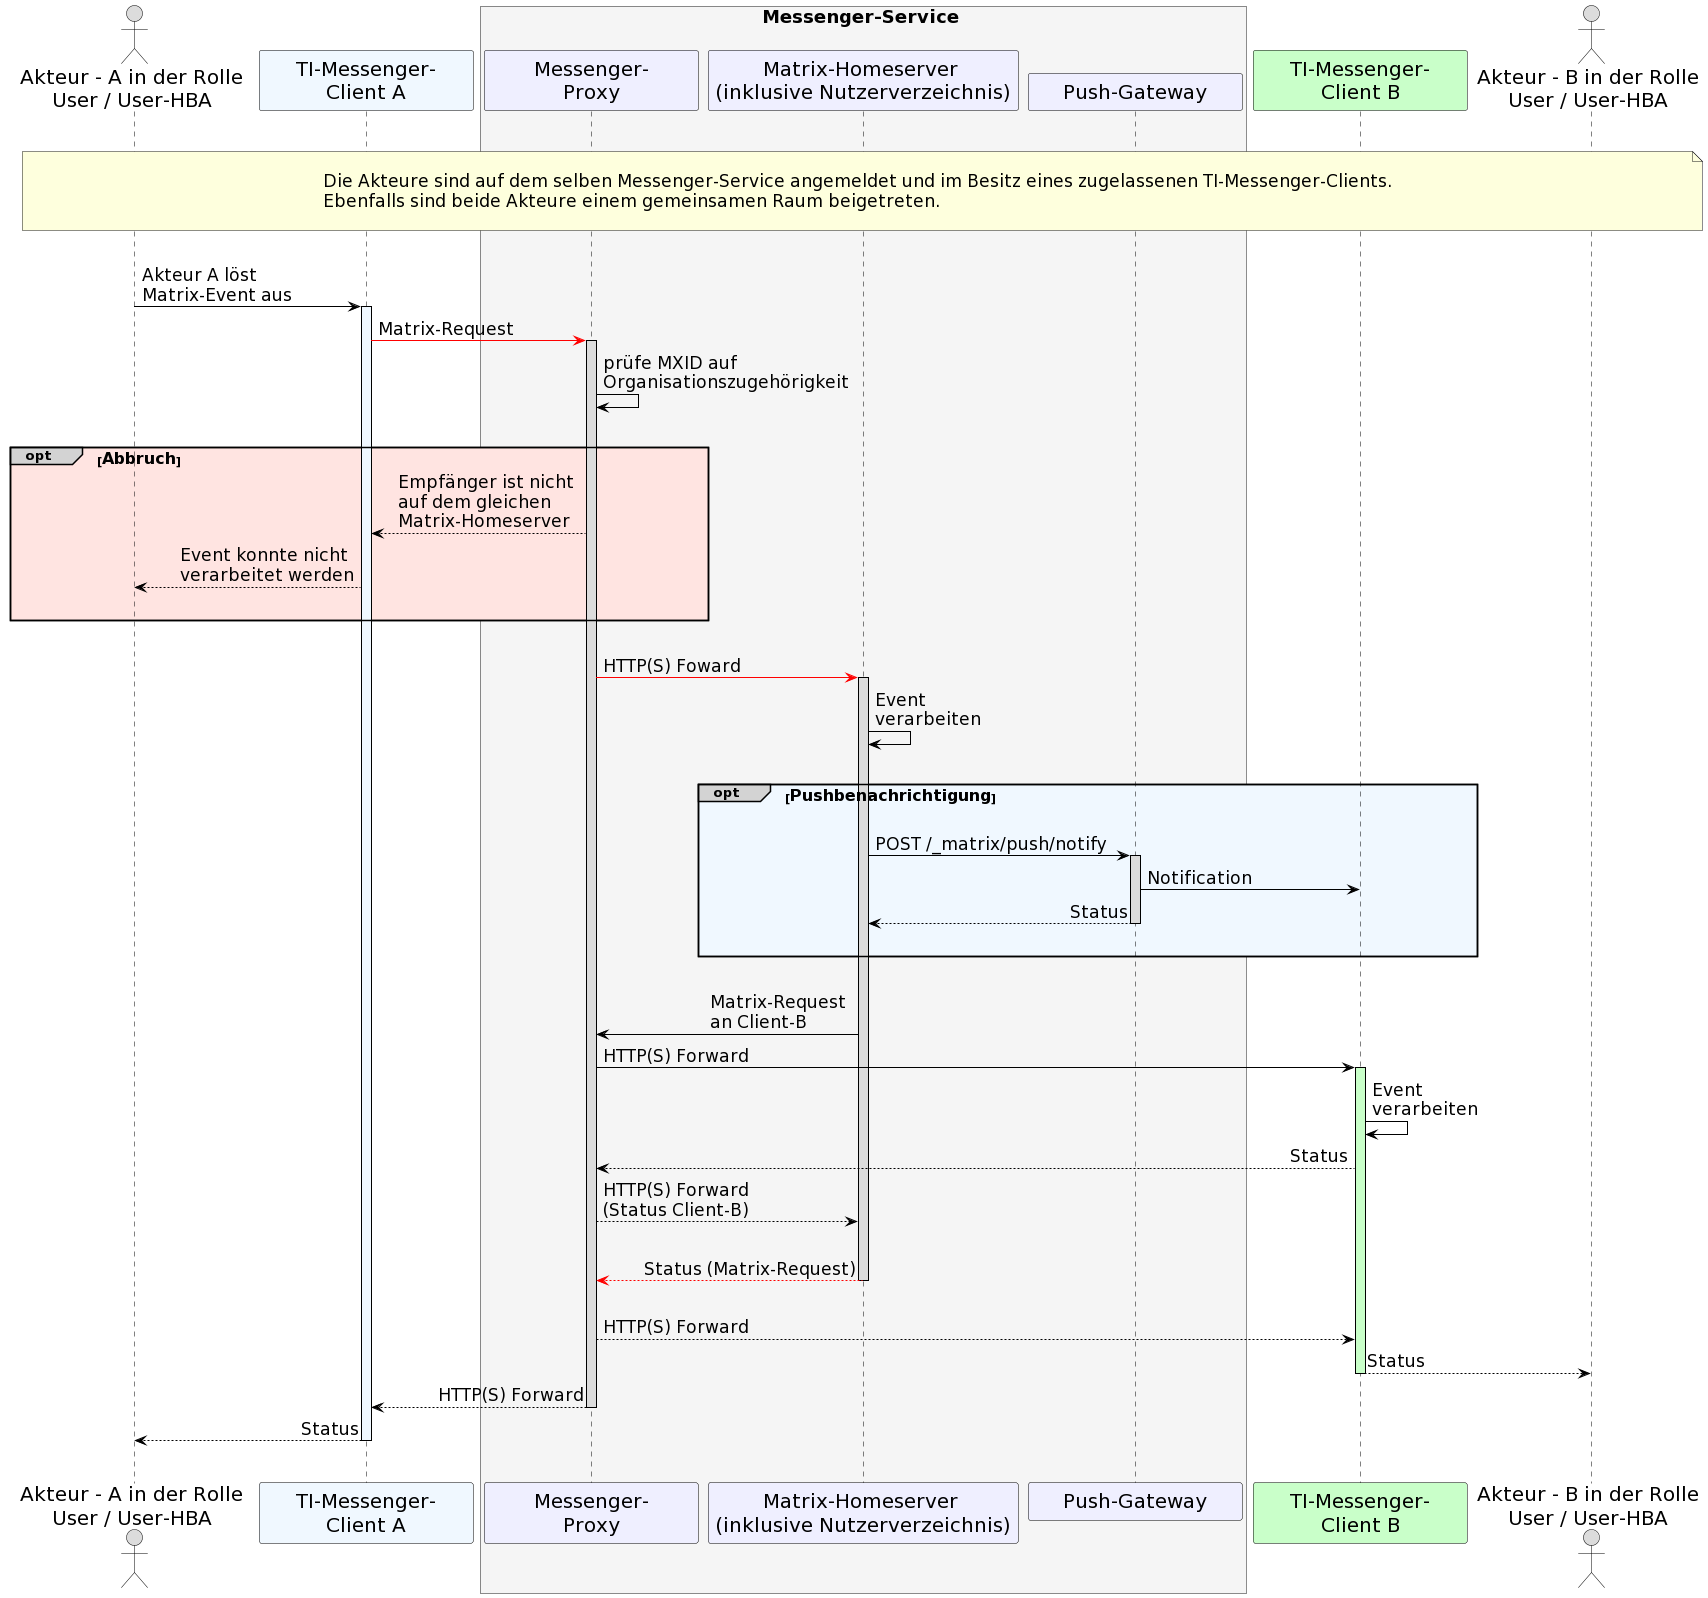 Messenger-Service
Akteur - A in der Rolle
User / User-HBA
TI-Messenger-
Client A
Messenger-
Proxy
Matrix-Homeserver
(inklusive Nutzerverzeichnis)
Push-Gateway
TI-Messenger-
Client B
Akteur - B in der Rolle
User / User-HBA
Die Akteure sind auf dem selben Messenger-Service angemeldet und im Besitz eines zugelassenen TI-Messenger-Clients.
Ebenfalls sind beide Akteure einem gemeinsamen Raum beigetreten.
Akteur A löst
Matrix-Event aus
Matrix-Request
prüfe MXID auf
Organisationszugehörigkeit
opt [Abbruch]
Empfänger ist nicht
auf dem gleichen
Matrix-Homeserver
Event konnte nicht
verarbeitet werden
HTTP(S) Foward
Event
verarbeiten
opt [Pushbenachrichtigung]
POST /_matrix/push/notify
Notification
Status
Matrix-Request
an Client-B
HTTP(S) Forward
Event
verarbeiten
Status
HTTP(S) Forward
(Status Client-B)
Status (Matrix-Request)
HTTP(S) Forward
Status
HTTP(S) Forward
Status
Akteur - A in der Rolle
User / User-HBA
TI-Messenger-
Client A
Messenger-
Proxy
Matrix-Homeserver
(inklusive Nutzerverzeichnis)
Push-Gateway
TI-Messenger-
Client B
Akteur - B in der Rolle
User / User-HBA